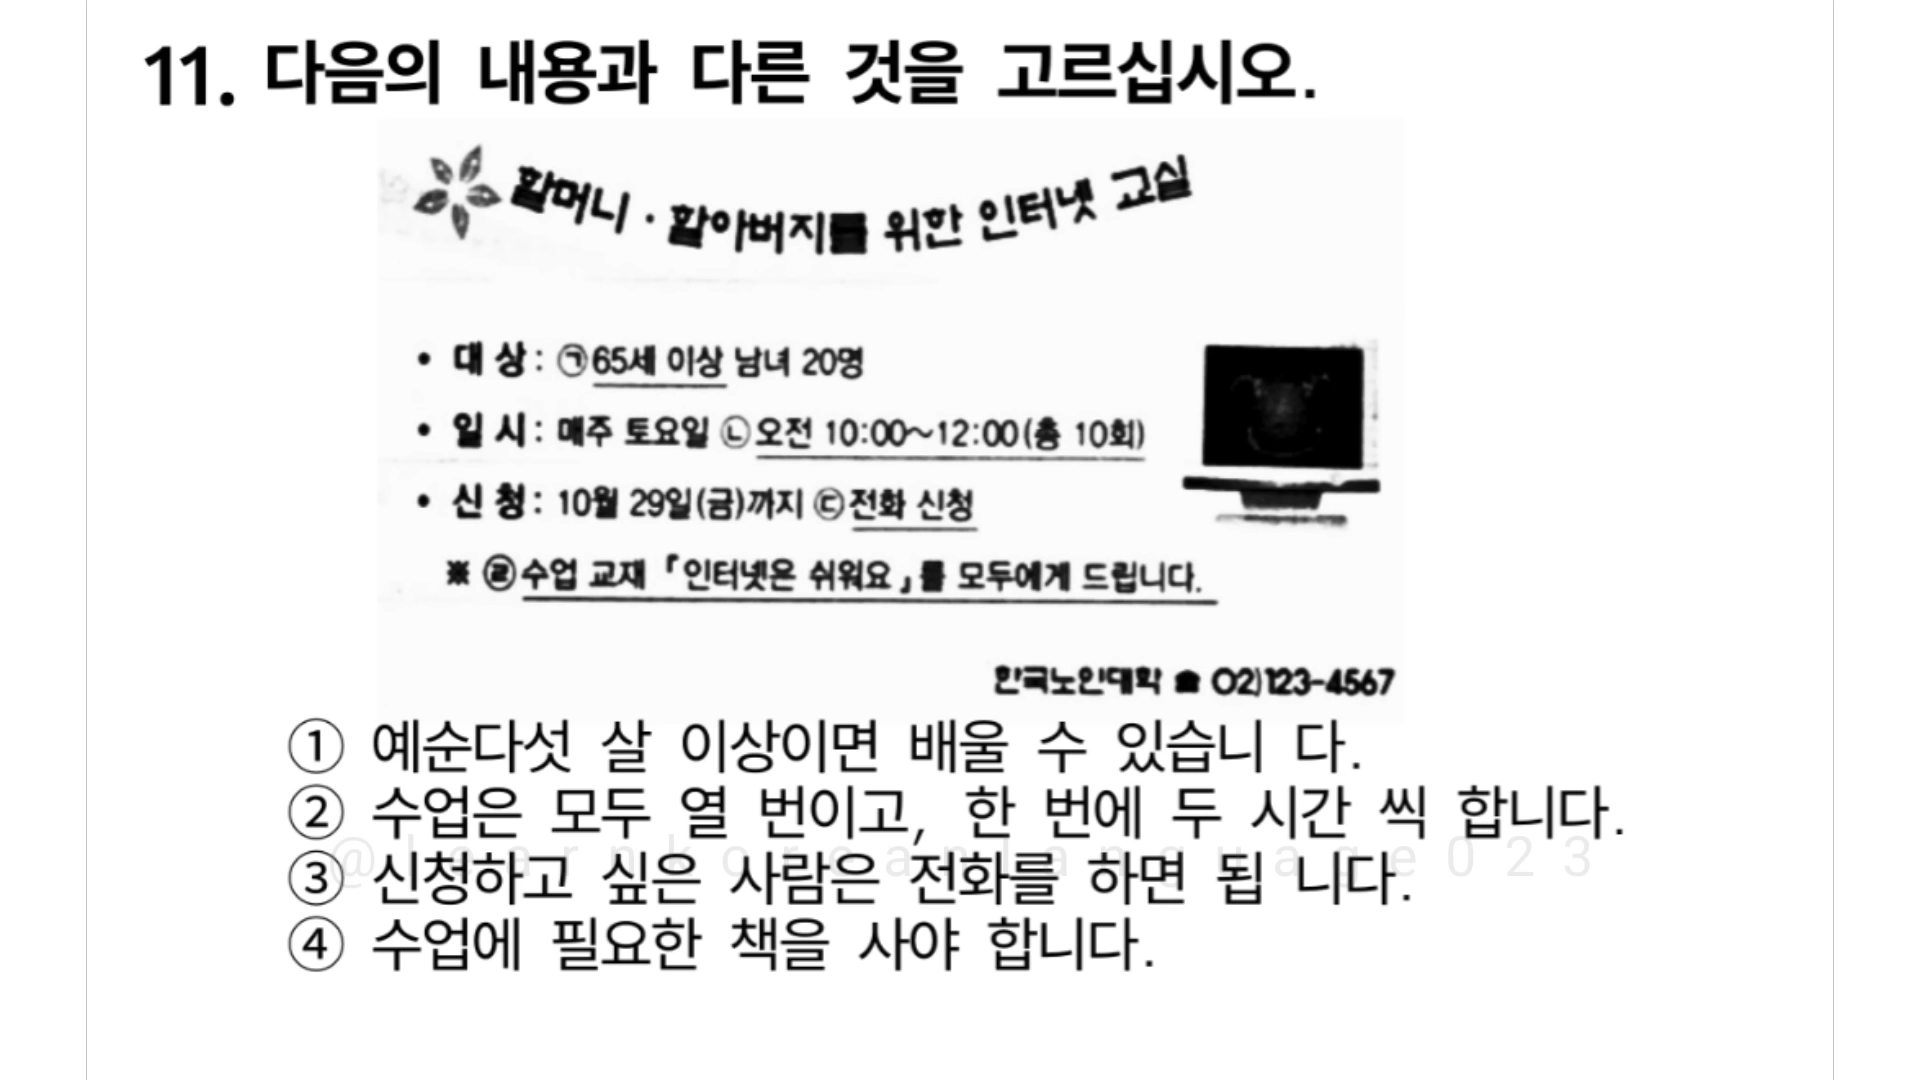 11. 다음의 내용과 다른 것을 고르십시오.
할머니 · 할아버지를 위한 인터넷 교실
• 대 상 : ㉠65세 이상 남녀 20명
• 일 시 : 매주 토요일 ㉡오전 10:00~12:00(총 10회)
• 신 청 : 10월 29일(금)까지 ㉢전화 신청
※ ㉣수업 교재 「인터넷은 쉬워요」를 모두에게 드립니다.
한국노인대학 ☎ 02)123-4567
① 예순다섯 살 이상이면 배울 수 있습니 다.
② 수업은 모두 열 번이고, 한 번에 두 시간 씩 합니다.
@learnkoreanlanguage023
③ 신청하고 싶은 사람은 전화를 하면 됩 니다.
④ 수업에 필요한 책을 사야 합니다.